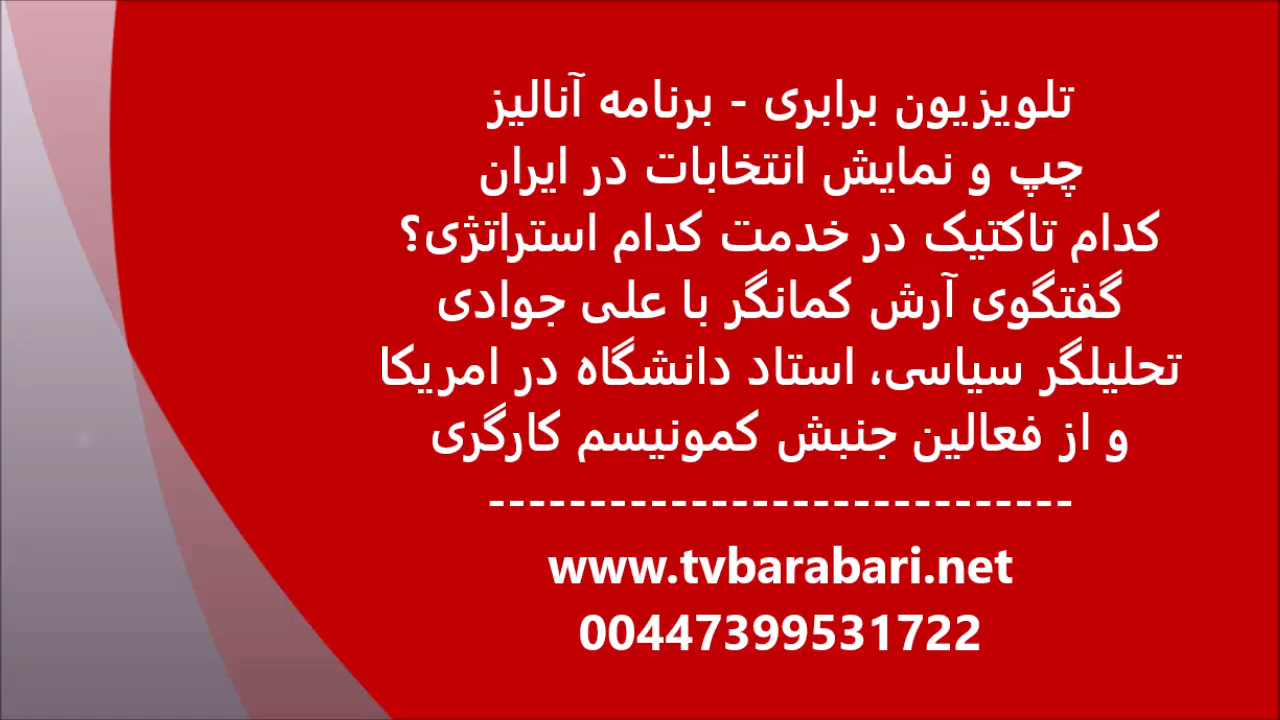 تلویزیون برابری - برنامه آنالیز
چپ و نمایش انتخابات در ایران
کدام تاکتیک در خدمت کدام استراتژی؟
گفتگوی آرش کمانگر با علی جوادی
تحلیلگر سیاسی، استاد دانشگاه در امریکا
و از فعالین جنبش کمونیسم کارگری
-----------------------------
www.tvbarabari.net
00447399531722